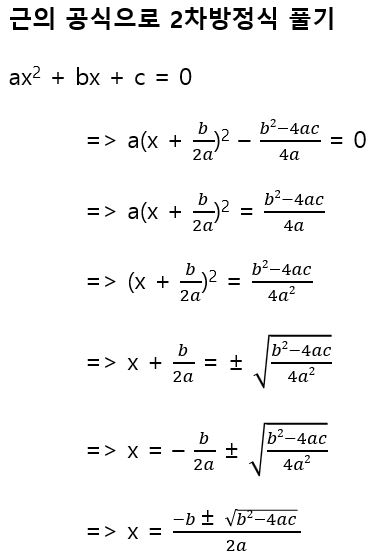 근의 공식으로 2차방정식 풀기
ax² + bx + c = 0
=> a(x + b/2a)² − b²−4ac/4a = 0
=> a(x + b/2a)² = b²−4ac/4a
=> (x + b/2a)² = b²−4ac/4a²
=> x + b/2a = ± √b²−4ac/4a²
=> x = − b/2a ± √b²−4ac/4a²
=> x = −b ± √b²−4ac/2a